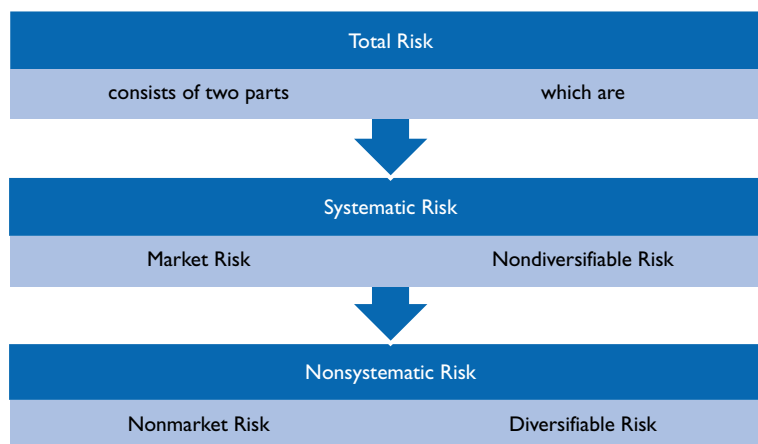 Total Risk
consists of two parts which are
Systematic Risk
Market Risk Nondiversifiable Risk
Nonsystematic Risk
Nonmarket Risk Diversifiable Risk